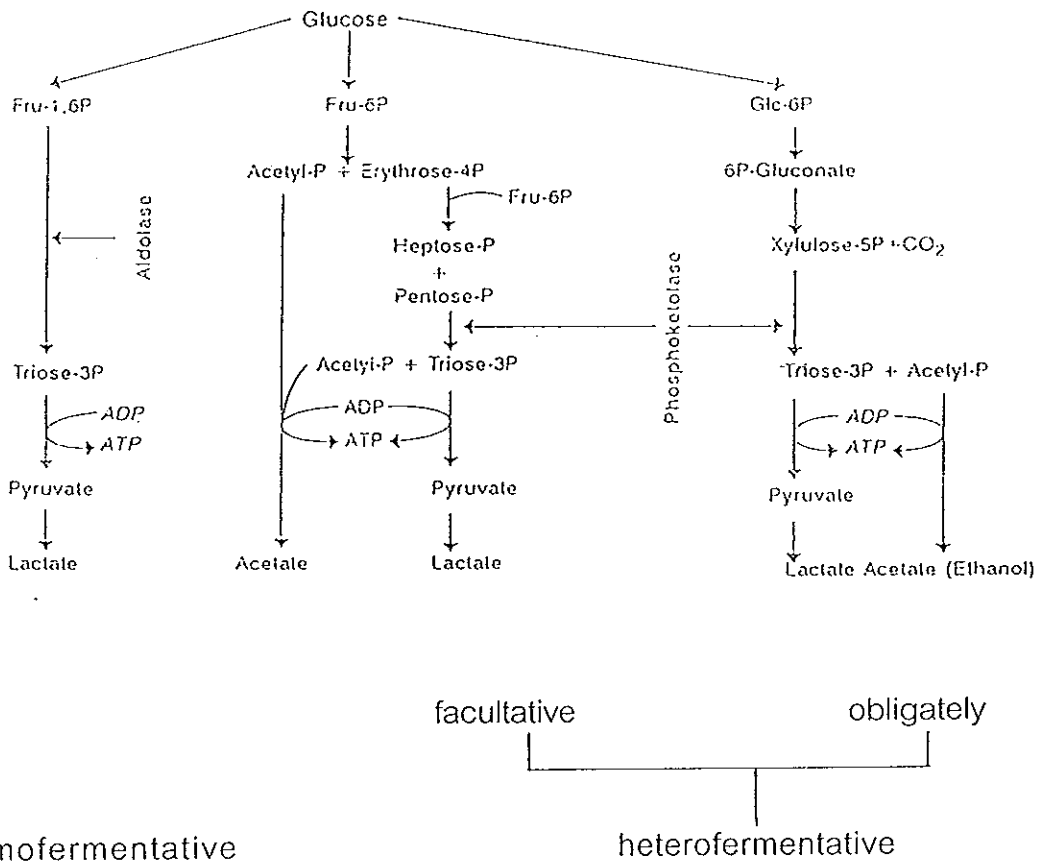 Glucose
Fru-1,6P Fru-6P Glc-6P
Acetyl-P + Erythrose-4P 6P-Gluconate
Fru-6P
Heptose-P Xylulose-5P + CO₂
+
Pentose-P
Aldolase
Phosphoketolase
Triose-3P Acetyl-P + Triose-3P Triose-3P + Acetyl-P
ADP ADP ADP
ATP ATP ATP
Pyruvate Pyruvate Pyruvate
Lactate Acetate Lactate Lactate Acetate (Ethanol)
facultative obligately
mofermentative heterofermentative